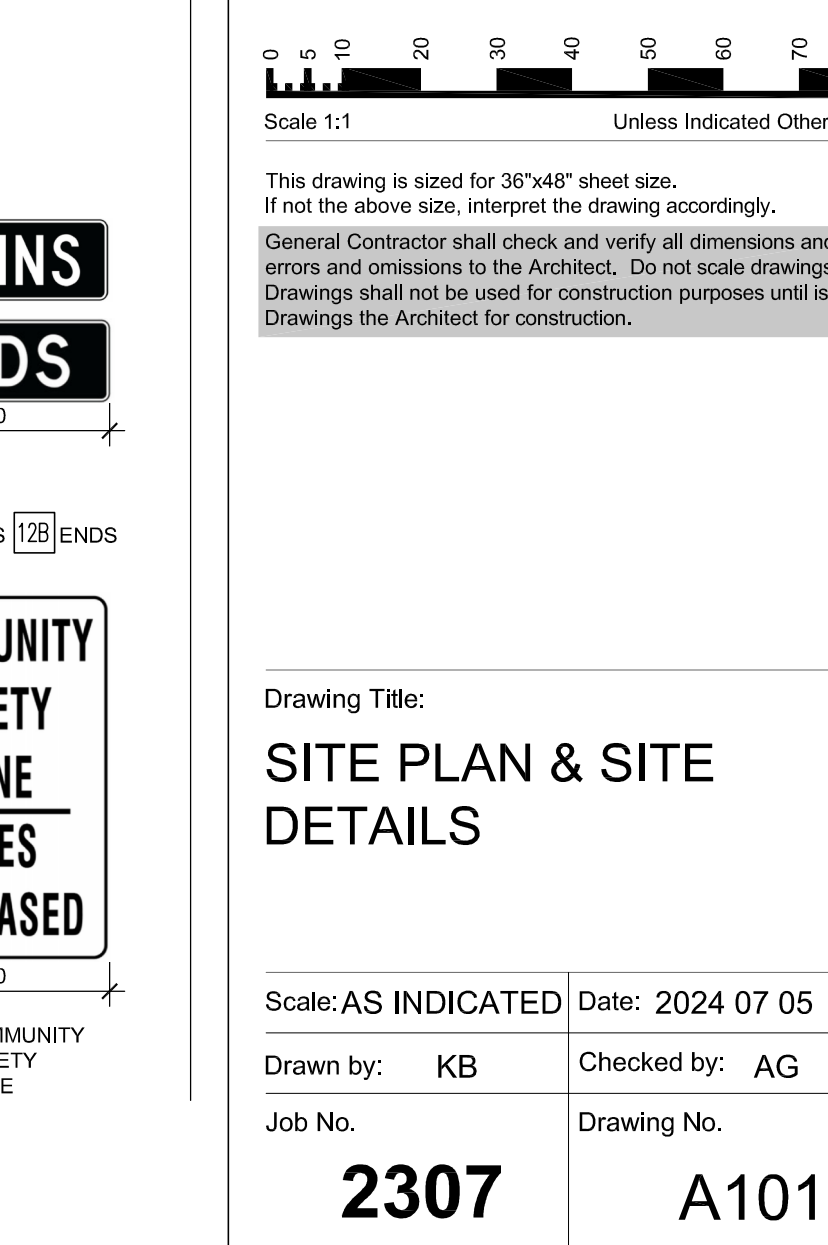 INS
DS
0
S 12B ENDS
UNITY
ETY
NE
ES
ASED
0
MMUNITY
ETY
E
0 5 10 20 30 40 50 60 70
Scale 1:1 Unless Indicated Other
This drawing is sized for 36"x48" sheet size.
If not the above size, interpret the drawing accordingly.
General Contractor shall check and verify all dimensions and
errors and omissions to the Architect. Do not scale drawings
Drawings shall not be used for construction purposes until is
Drawings the Architect for construction.
Drawing Title:
SITE PLAN & SITE
DETAILS
Scale: AS INDICATED Date: 2024 07 05
Drawn by: KB Checked by: AG
Job No. Drawing No.
2307 A101